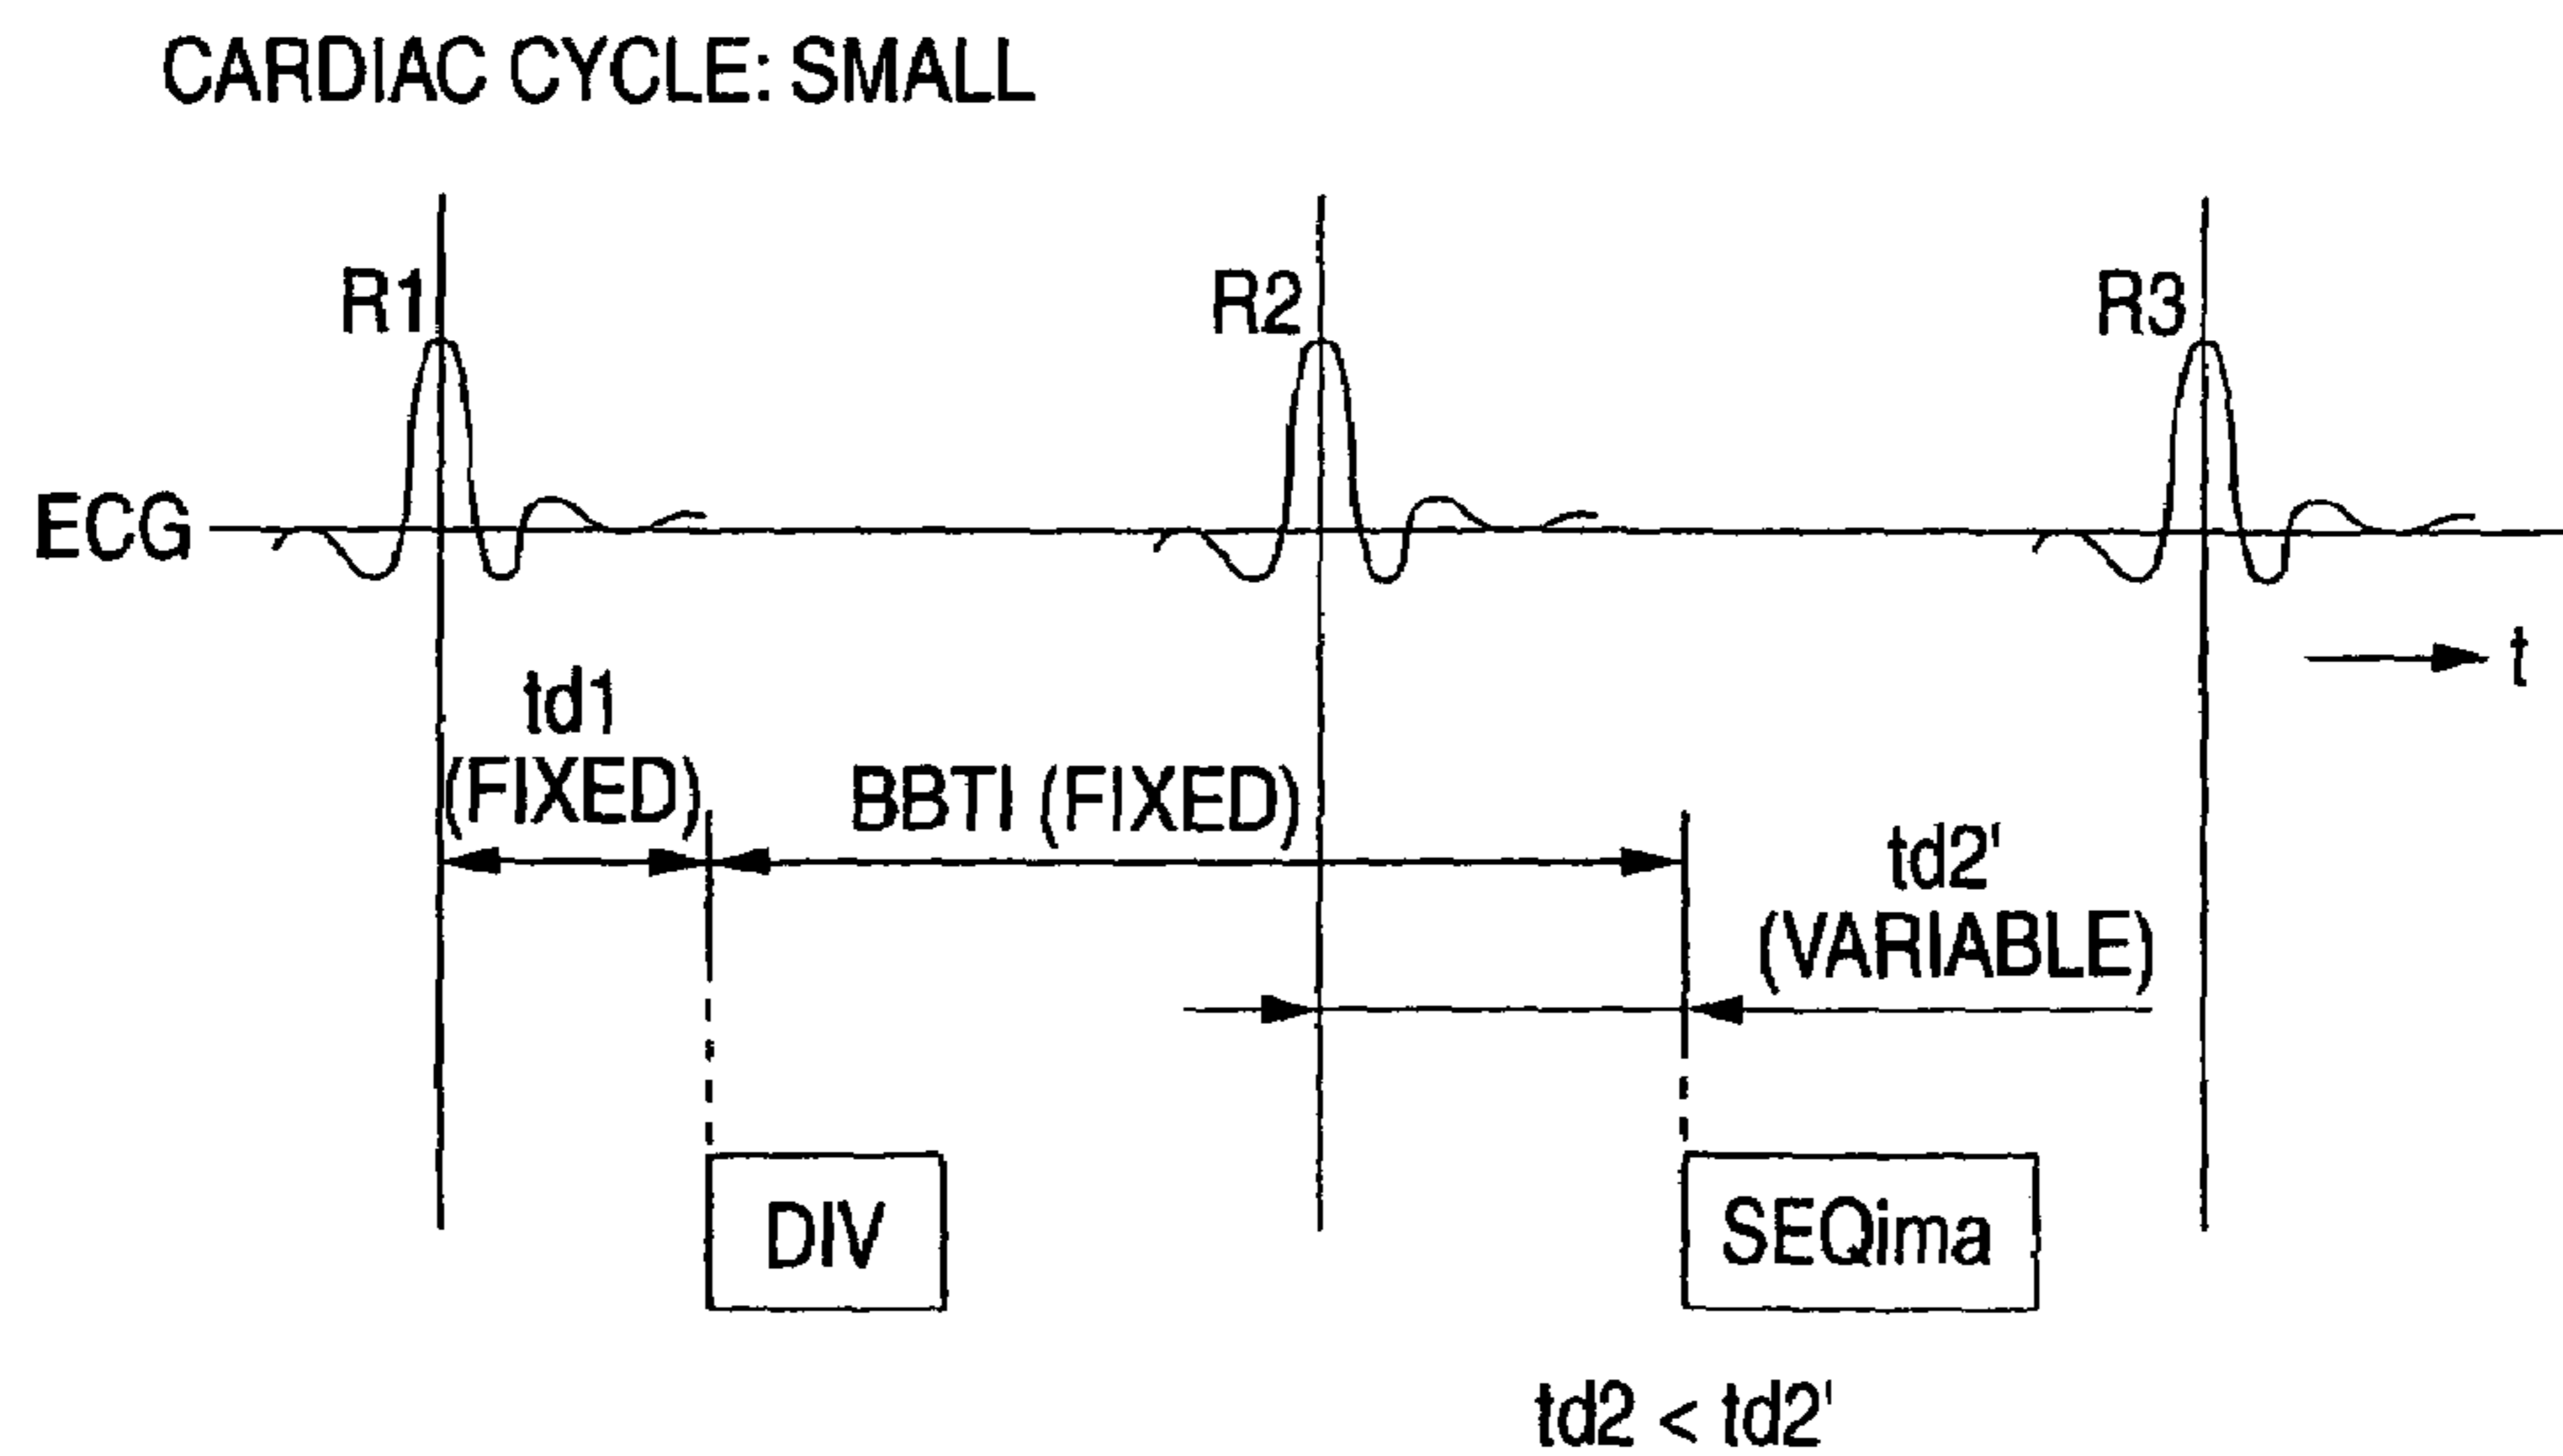 CARDIAC CYCLE: SMALL
R1
R2
R3
ECG
t
td1
(FIXED)
BBTI (FIXED)
td2'
(VARIABLE)
DIV
SEQima
td2 < td2'